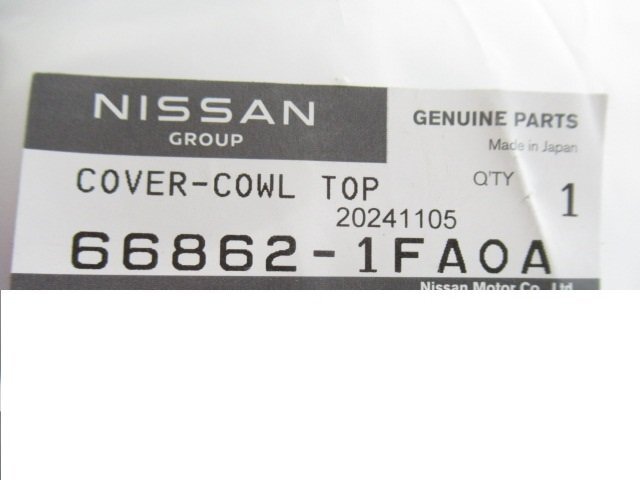 NISSAN
GROUP
GENUINE PARTS
Made in Japan
COVER-COWL TOP
Q'TY 1
20241105
66862-1FA0A
Nissan Motor Co., Ltd.